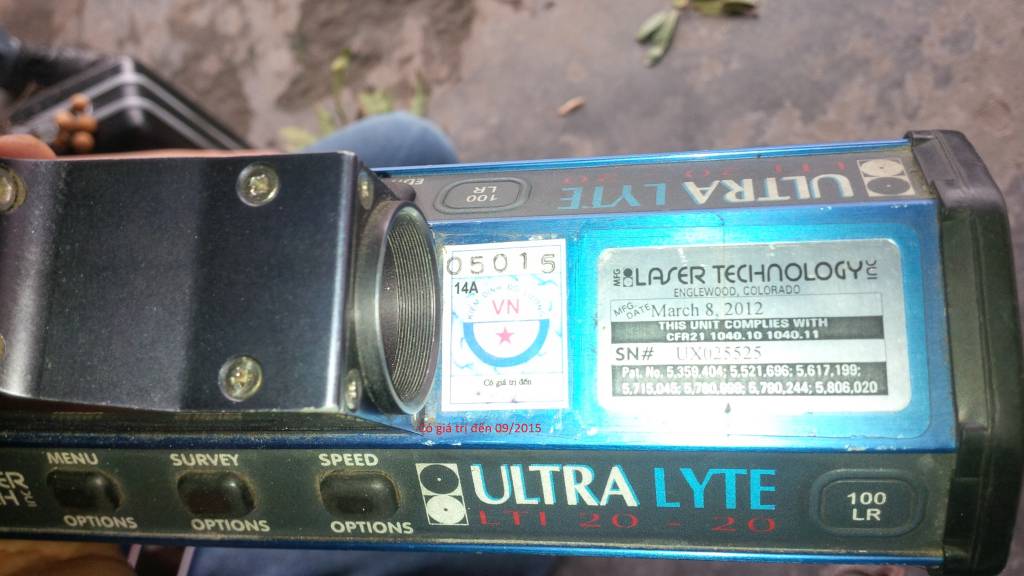 ULTRA LYTE
LTI 20 20
100
LR
05015
14A
VN
Có giá trị đến
Có giá trị đến 09/2015
MFG
LASER TECHNOLOGY INC
ENGLEWOOD, COLORADO
MFG DATE March 8, 2012
THIS UNIT COMPLIES WITH
CFR21 1040.10 1040.11
SN# UX025525
Pat. No. 5,359,404; 5,521,696; 5,617,199;
5,715,045; 5,780,999; 5,790,244; 5,806,020
MENU
OPTIONS
SURVEY
OPTIONS
SPEED
OPTIONS
ULTRA LYTE
LTI 20 - 20
100
LR